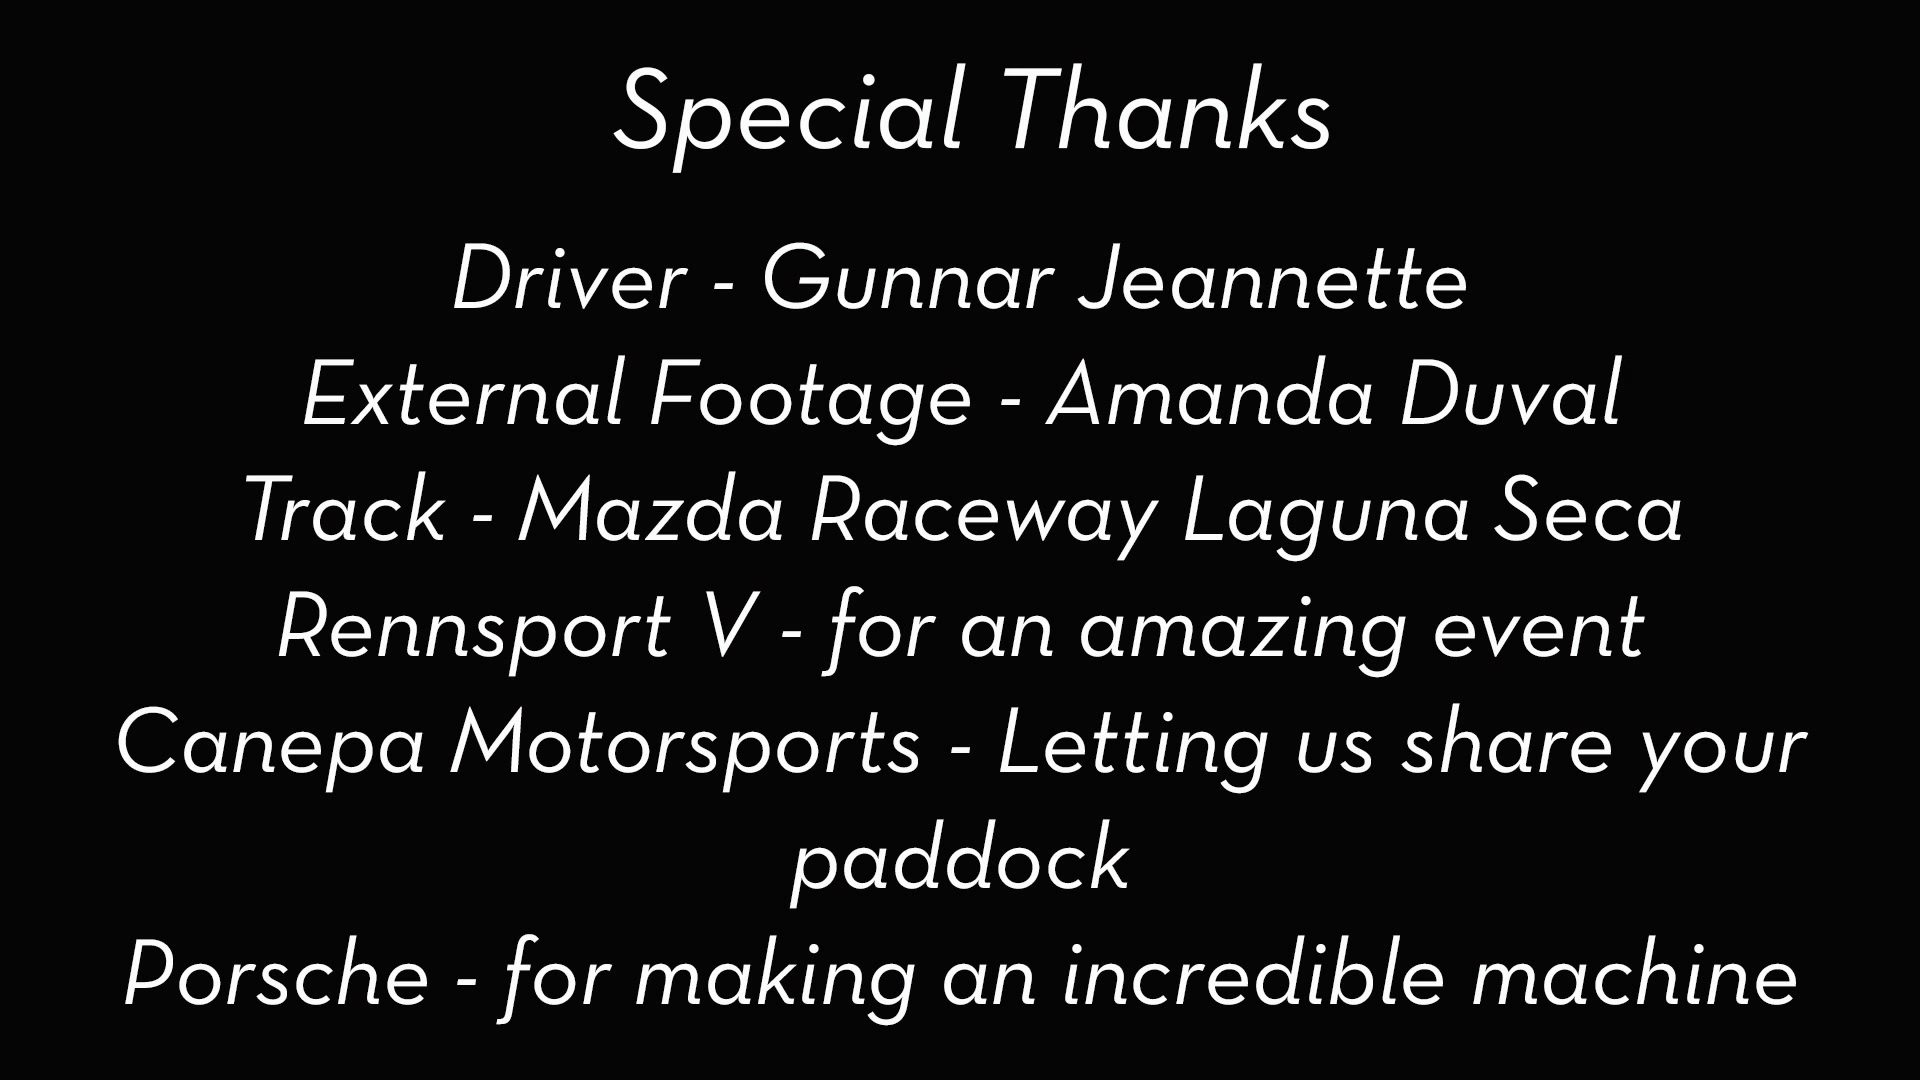 Special Thanks
Driver - Gunnar Jeannette
External Footage - Amanda Duval
Track - Mazda Raceway Laguna Seca
Rennsport V - for an amazing event
Canepa Motorsports - Letting us share your
paddock
Porsche - for making an incredible machine